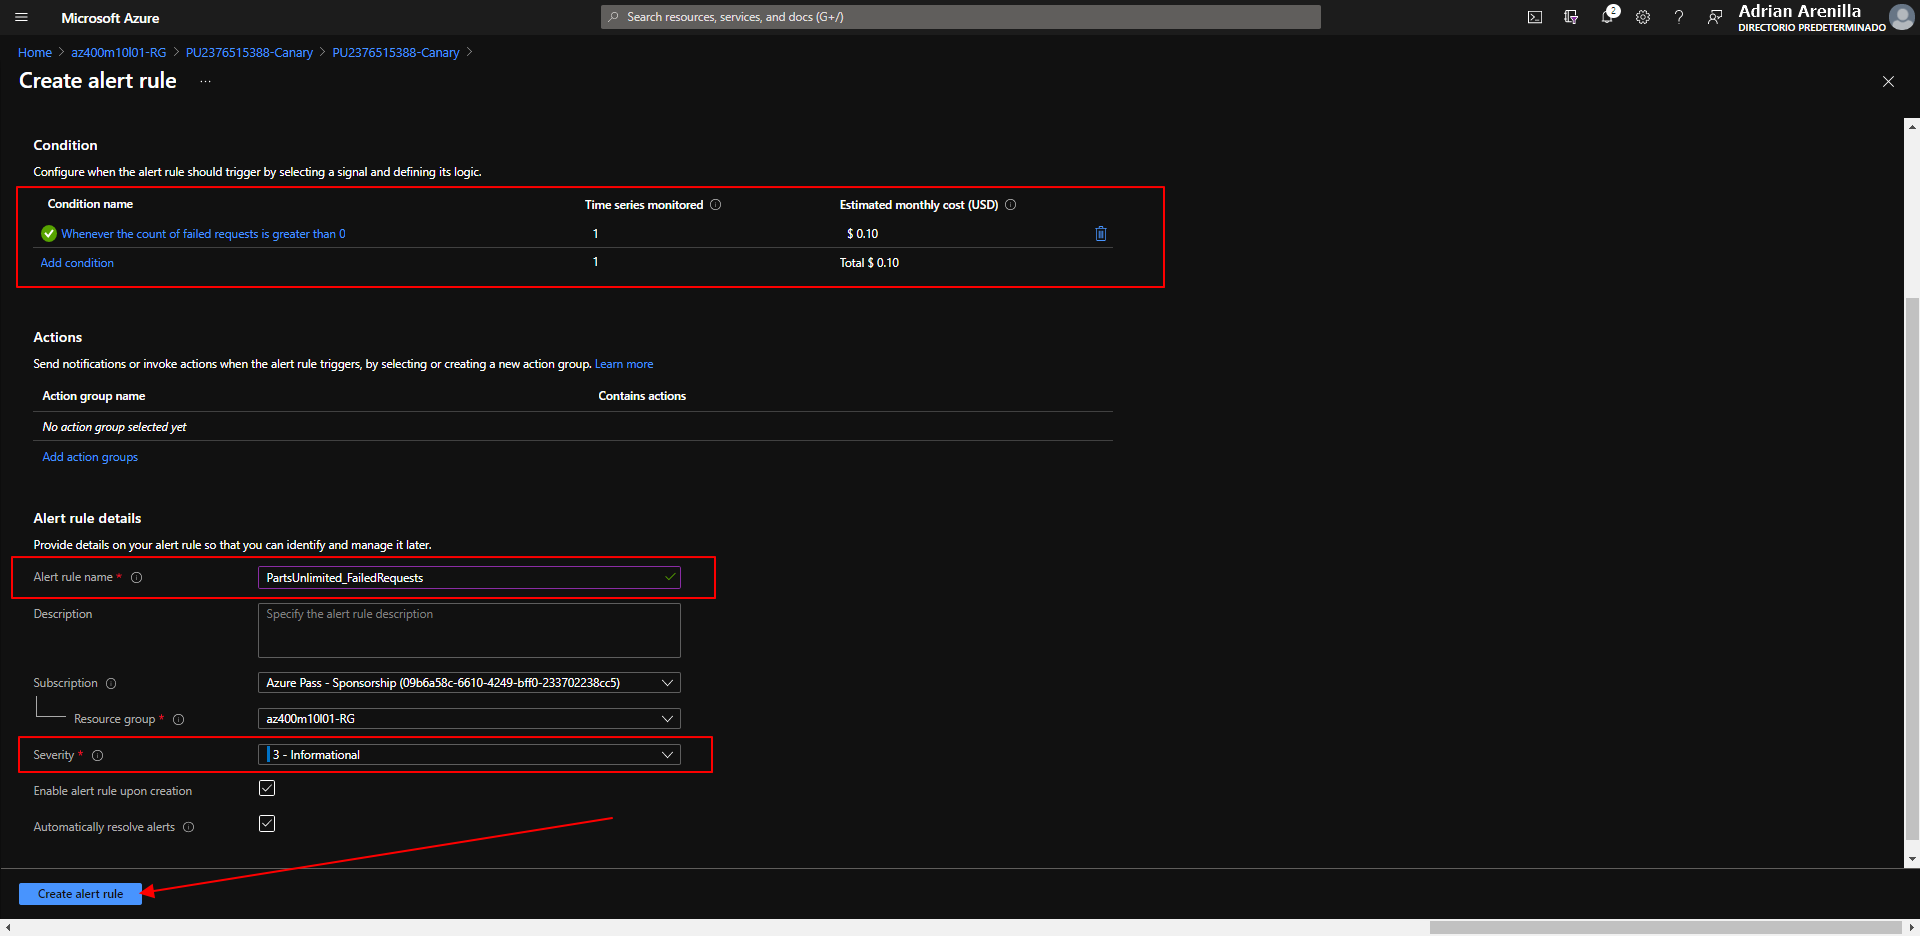 Microsoft Azure
Search resources, services, and docs (G+/)
2
Adrian Arenilla
DIRECTORIO PREDETERMINADO
Home > az400m10l01-RG > PU2376515388-Canary > PU2376515388-Canary >
Create alert rule ...
Condition
Configure when the alert rule should trigger by selecting a signal and defining its logic.
Condition name Time series monitored Estimated monthly cost (USD)
Whenever the count of failed requests is greater than 0 1 $ 0.10
Add condition 1 Total $ 0.10
Actions
Send notifications or invoke actions when the alert rule triggers, by selecting or creating a new action group. Learn more
Action group name Contains actions
No action group selected yet
Add action groups
Alert rule details
Provide details on your alert rule so that you can identify and manage it later.
Alert rule name * PartsUnlimited_FailedRequests
Description Specify the alert rule description
Subscription Azure Pass - Sponsorship (09b6a58c-6610-4249-bff0-233702238cc5)
Resource group * az400m10l01-RG
Severity * 3 - Informational
Enable alert rule upon creation
Automatically resolve alerts
Create alert rule